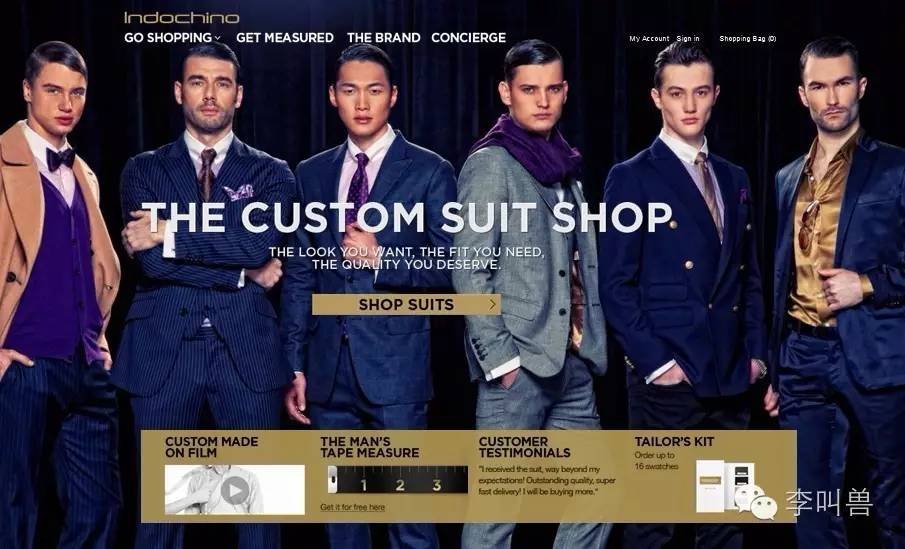 Indochino
GO SHOPPING GET MEASURED THE BRAND CONCIERGE
My Account Sign in Shopping Bag (0)
THE CUSTOM SUIT SHOP
THE LOOK YOU WANT, THE FIT YOU NEED,
THE QUALITY YOU DESERVE.
SHOP SUITS
CUSTOM MADE
ON FILM
THE MAN'S
TAPE MEASURE
1 2 3
Get it for free here
CUSTOMER
TESTIMONIALS
"I received the suit, way beyond my
expectations! Outstanding quality, super
fast delivery! I will be buying more."
TAILOR'S KIT
Order up to
16 swatches
李叫兽